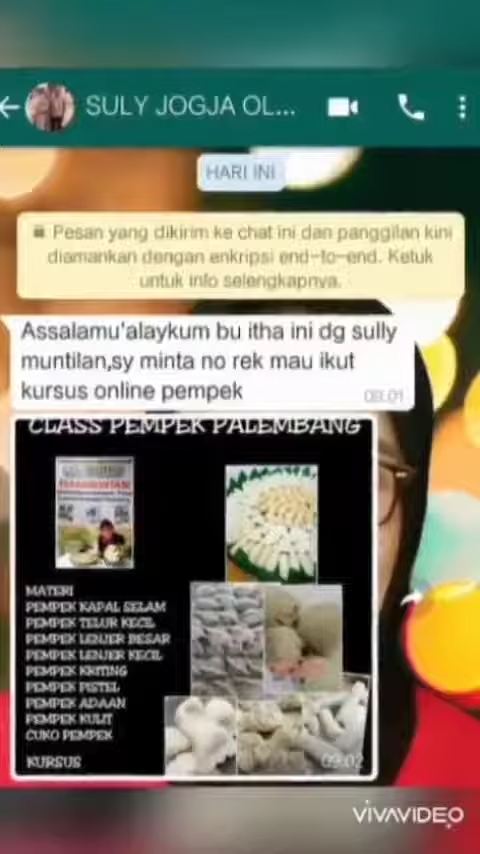 SULY JOGJA OL...
HARI INI
Pesan yang dikirim ke chat ini dan panggilan kini
diamankan dengan enkripsi end-to-end. Ketuk
untuk info selengkapnya.
Assalamu'alaykum bu itha ini dg sully
muntilan,sy minta no rek mau ikut
kursus online pempek
09.01
CLASS PEMPEK PALEMBANG
MATERI
PEMPEK KAPAL SELAM
PEMPEK TELUR KECIL
PEMPEK LENJER BESAR
PEMPEK LENJER KECIL
PEMPEK KRITING
PEMPEK PISTEL
PEMPEK ADAAN
PEMPEK KULIT
CUKO PEMPEK
KURSUS
09.02
VIVAVIDEO